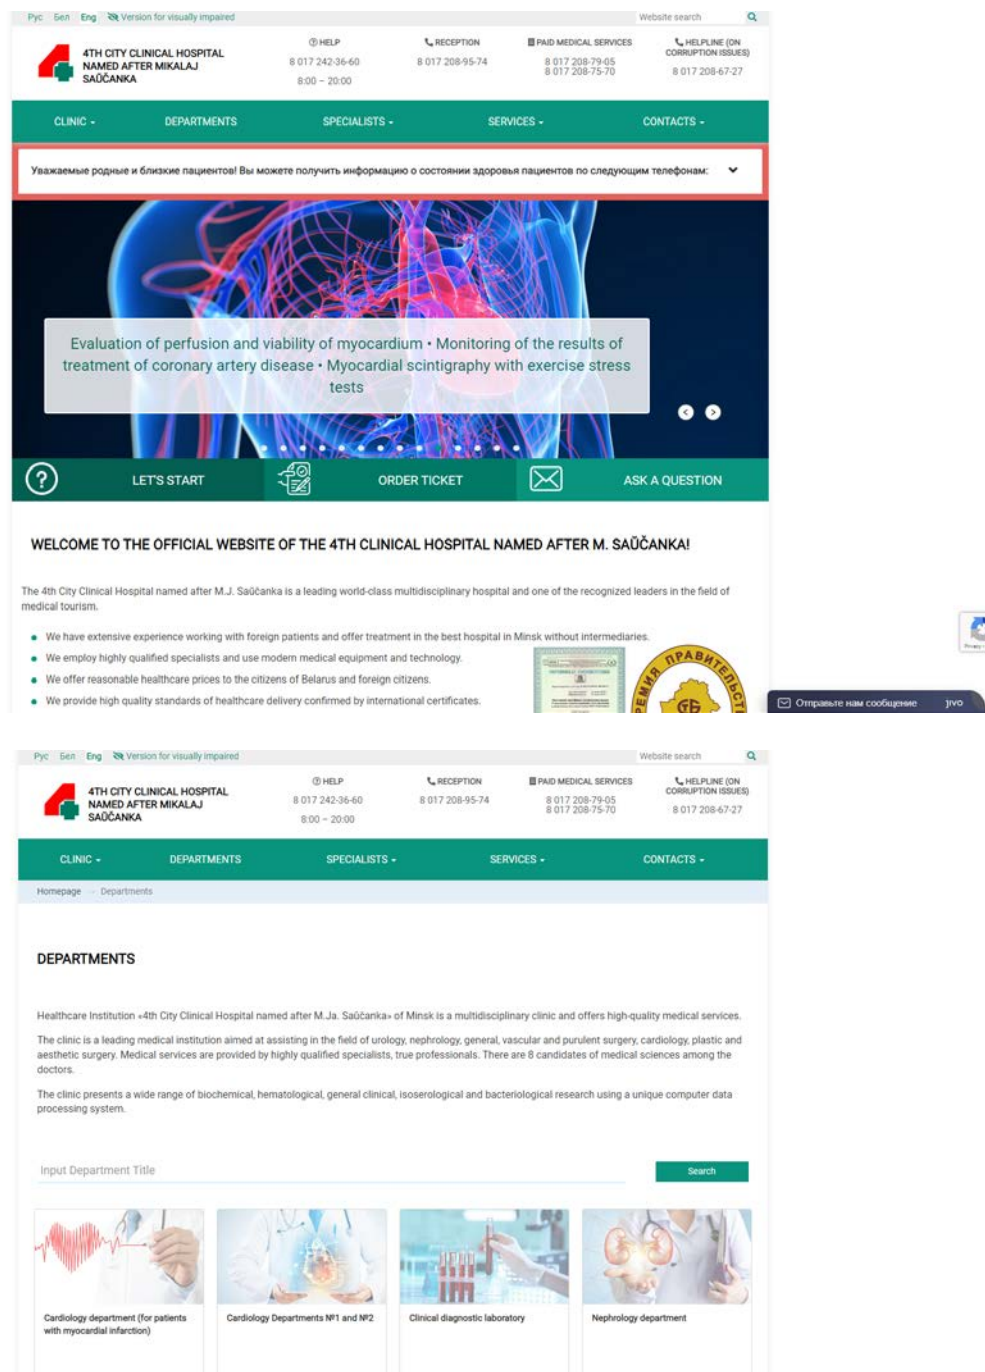 Рус Бел Eng Version for visually impaired Website search
4TH CITY CLINICAL HOSPITAL
NAMED AFTER MIKALAJ
SAŬČANKA
HELP
8 017 242-36-60
8:00 – 20:00
RECEPTION
8 017 208-95-74
PAID MEDICAL SERVICES
8 017 208-79-05
8 017 208-75-70
HELPLINE (ON
CORRUPTION ISSUES)
8 017 208-67-27
CLINIC DEPARTMENTS SPECIALISTS SERVICES CONTACTS
Уважаемые родные и близкие пациентов! Вы можете получить информацию о состоянии здоровья пациентов по следующим телефонам:
Evaluation of perfusion and viability of myocardium • Monitoring of the results of
treatment of coronary artery disease • Myocardial scintigraphy with exercise stress
tests
LET'S START ORDER TICKET ASK A QUESTION
WELCOME TO THE OFFICIAL WEBSITE OF THE 4TH CLINICAL HOSPITAL NAMED AFTER M. SAŬČANKA!
The 4th City Clinical Hospital named after M.J. Saŭčanka is a leading world-class multidisciplinary hospital and one of the recognized leaders in the field of
medical tourism.
• We have extensive experience working with foreign patients and offer treatment in the best hospital in Minsk without intermediaries.
• We employ highly qualified specialists and use modern medical equipment and technology.
• We offer reasonable healthcare prices to the citizens of Belarus and foreign citizens.
• We provide high quality standards of healthcare delivery confirmed by international certificates.
Отправьте нам сообщение jivo
Рус Бел Eng Version for visually impaired Website search
4TH CITY CLINICAL HOSPITAL
NAMED AFTER MIKALAJ
SAŬČANKA
HELP
8 017 242-36-60
8:00 – 20:00
RECEPTION
8 017 208-95-74
PAID MEDICAL SERVICES
8 017 208-79-05
8 017 208-75-70
HELPLINE (ON
CORRUPTION ISSUES)
8 017 208-67-27
CLINIC DEPARTMENTS SPECIALISTS SERVICES CONTACTS
Homepage → Departments
DEPARTMENTS
Healthcare Institution «4th City Clinical Hospital named after M.Ja. Saŭčanka» of Minsk is a multidisciplinary clinic and offers high-quality medical services.
The clinic is a leading medical institution aimed at assisting in the field of urology, nephrology, general, vascular and purulent surgery, cardiology, plastic and
aesthetic surgery. Medical services are provided by highly qualified specialists, true professionals. There are 8 candidates of medical sciences among the
doctors.
The clinic presents a wide range of biochemical, hematological, general clinical, isoserological and bacteriological research using a unique computer data
processing system.
Input Department Title Search
Cardiology department (for patients
with myocardial infarction)
Cardiology Departments №1 and №2
Clinical diagnostic laboratory
Nephrology department